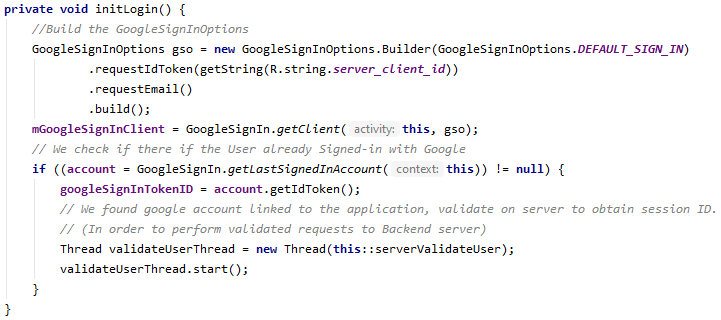 private void initLogin() {
//Build the GoogleSignInOptions
GoogleSignInOptions gso = new GoogleSignInOptions.Builder(GoogleSignInOptions.DEFAULT_SIGN_IN)
.requestIdToken(getString(R.string.server_client_id))
.requestEmail()
.build();
mGoogleSignInClient = GoogleSignIn.getClient( activity: this, gso);
// We check if there if the User already Signed-in with Google
if ((account = GoogleSignIn.getLastSignedInAccount( context: this)) != null) {
googleSignInTokenID = account.getIdToken();
// We found google account linked to the application, validate on server to obtain session ID.
// (In order to perform validated requests to Backend server)
Thread validateUserThread = new Thread(this::serverValidateUser);
validateUserThread.start();
}
}